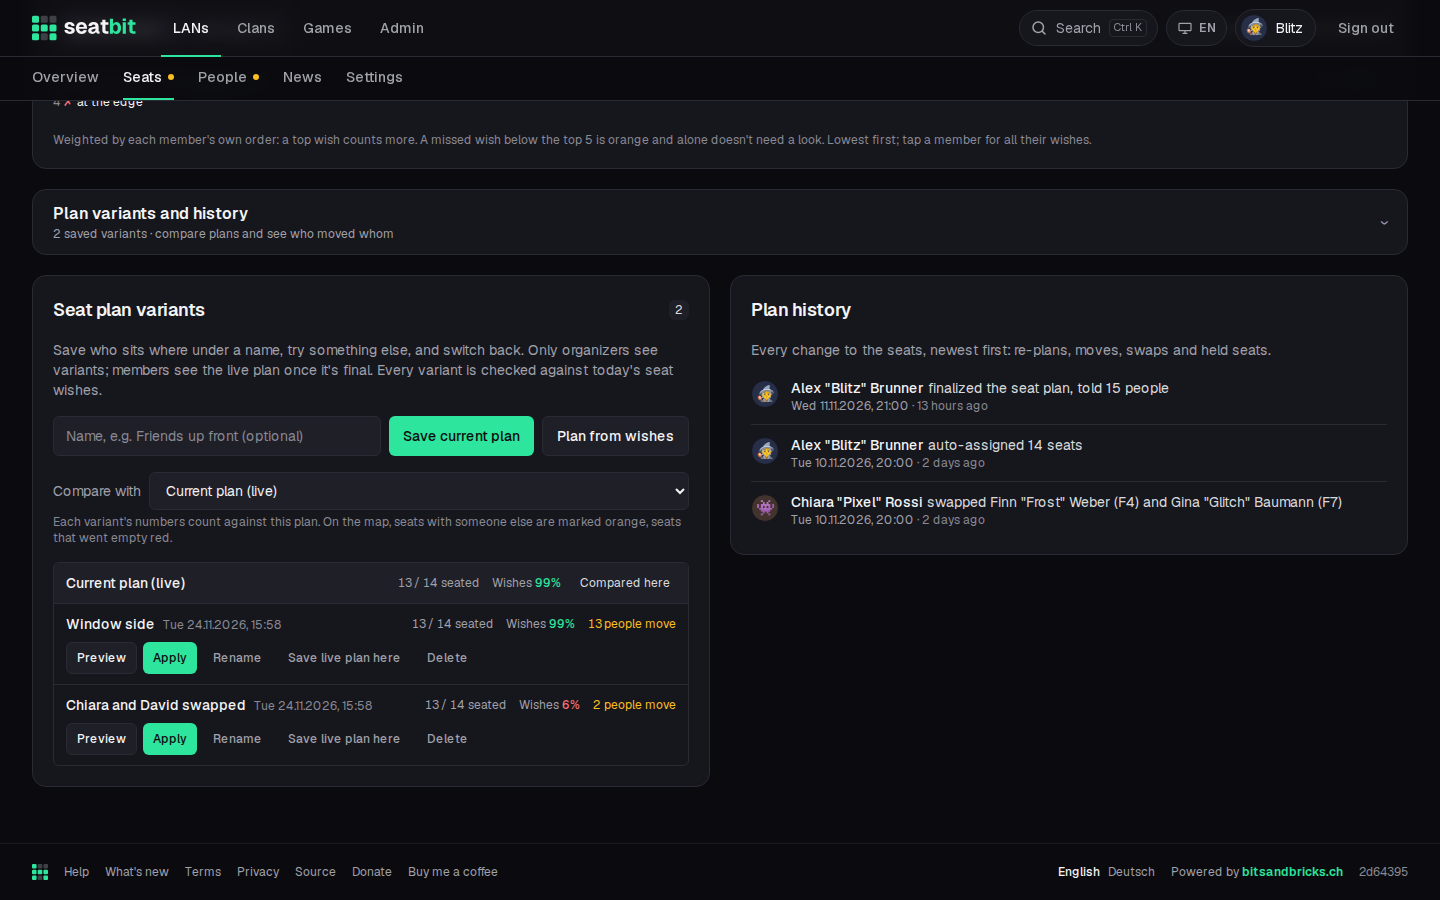 seatbit
LANs
Clans
Games
Admin
Search
Ctrl K
EN
Blitz
Sign out
Overview
Seats
People
News
Settings
4 ✗ at the edge
Weighted by each member's own order: a top wish counts more. A missed wish below the top 5 is orange and alone doesn't need a look. Lowest first; tap a member for all their wishes.
Plan variants and history
2 saved variants · compare plans and see who moved whom
Seat plan variants
2
Save who sits where under a name, try something else, and switch back. Only organizers see
variants; members see the live plan once it's final. Every variant is checked against today's seat
wishes.
Name, e.g. Friends up front (optional)
Save current plan
Plan from wishes
Compare with
Current plan (live)
Each variant's numbers count against this plan. On the map, seats with someone else are marked orange, seats
that went empty red.
Current plan (live)
13 / 14 seated
Wishes 99%
Compared here
Window side
Tue 24.11.2026, 15:58
13 / 14 seated
Wishes 99%
13 people move
Preview
Apply
Rename
Save live plan here
Delete
Chiara and David swapped
Tue 24.11.2026, 15:58
13 / 14 seated
Wishes 6%
2 people move
Preview
Apply
Rename
Save live plan here
Delete
Plan history
Every change to the seats, newest first: re-plans, moves, swaps and held seats.
Alex "Blitz" Brunner finalized the seat plan, told 15 people
Wed 11.11.2026, 21:00 · 13 hours ago
Alex "Blitz" Brunner auto-assigned 14 seats
Tue 10.11.2026, 20:00 · 2 days ago
Chiara "Pixel" Rossi swapped Finn "Frost" Weber (F4) and Gina "Glitch" Baumann (F7)
Tue 10.11.2026, 20:00 · 2 days ago
Help
What's new
Terms
Privacy
Source
Donate
Buy me a coffee
English
Deutsch
Powered by bitsandbricks.ch
2d64395